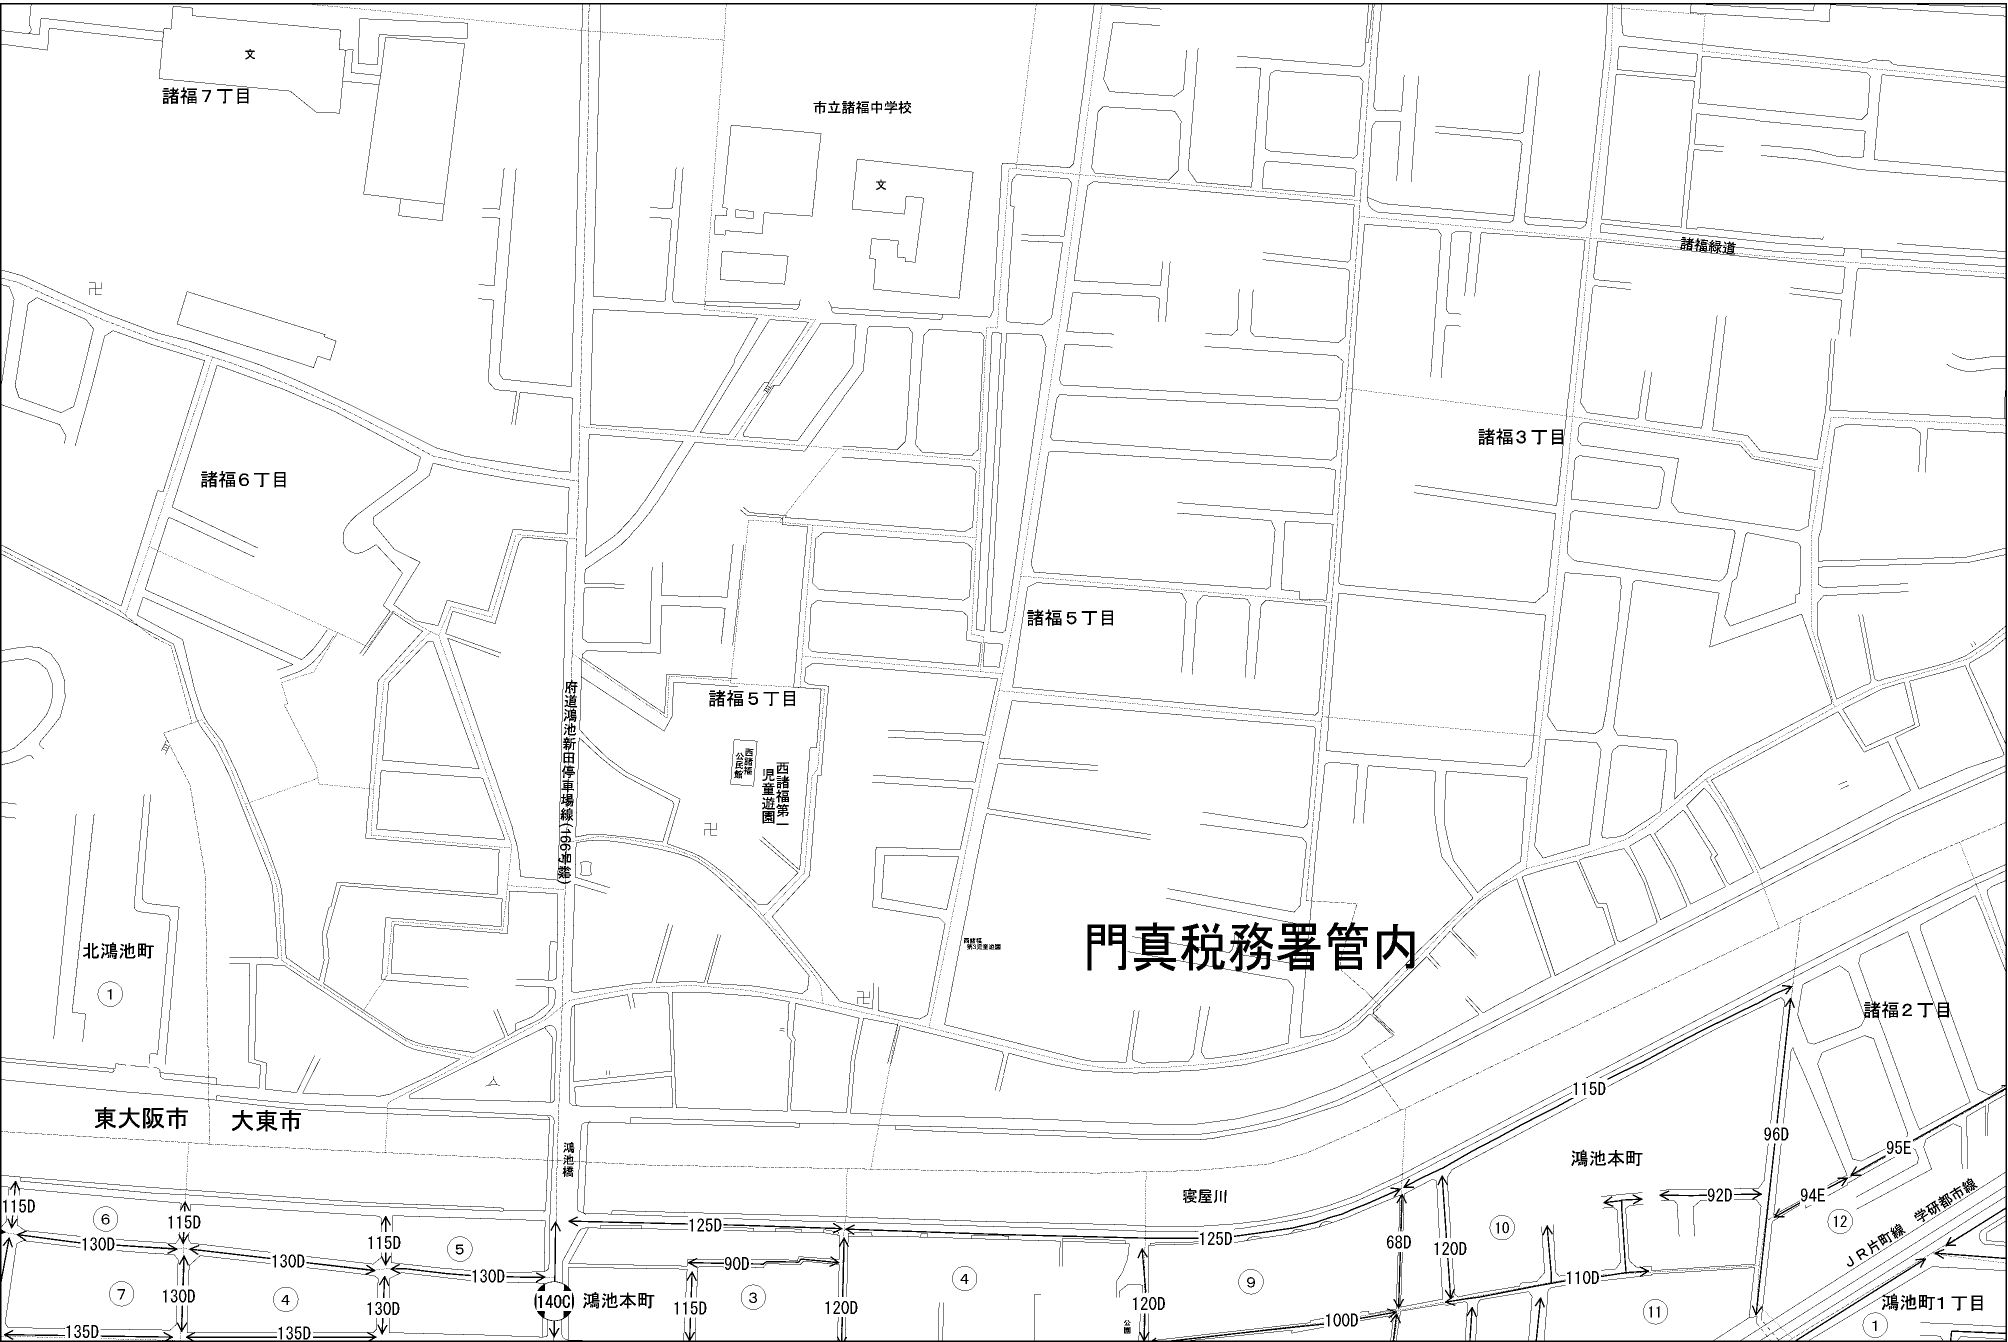 文
諸福７丁目
市立諸福中学校
文
諸福緑道
諸福３丁目
諸福６丁目
諸福５丁目
府道鴻池新田停車場線(166号線)
諸福５丁目
西諸福
公民館
西諸福第一
児童遊園
門真税務署管内
北鴻池町
①
諸福２丁目
115D
東大阪市
大東市
鴻池橋
96D
鴻池本町
95E
寝屋川
94E
92D
115D
⑥
115D
125D
125D
⑩
⑫
ＪＲ片町線 学研都市線
130D
130D
115D
⑤
130D
90D
68D
120D
④
⑨
110D
⑦
130D
④
130D
(140C)
鴻池本町
115D
③
120D
120D
100D
⑪
鴻池町１丁目
①
公園
135D
135D